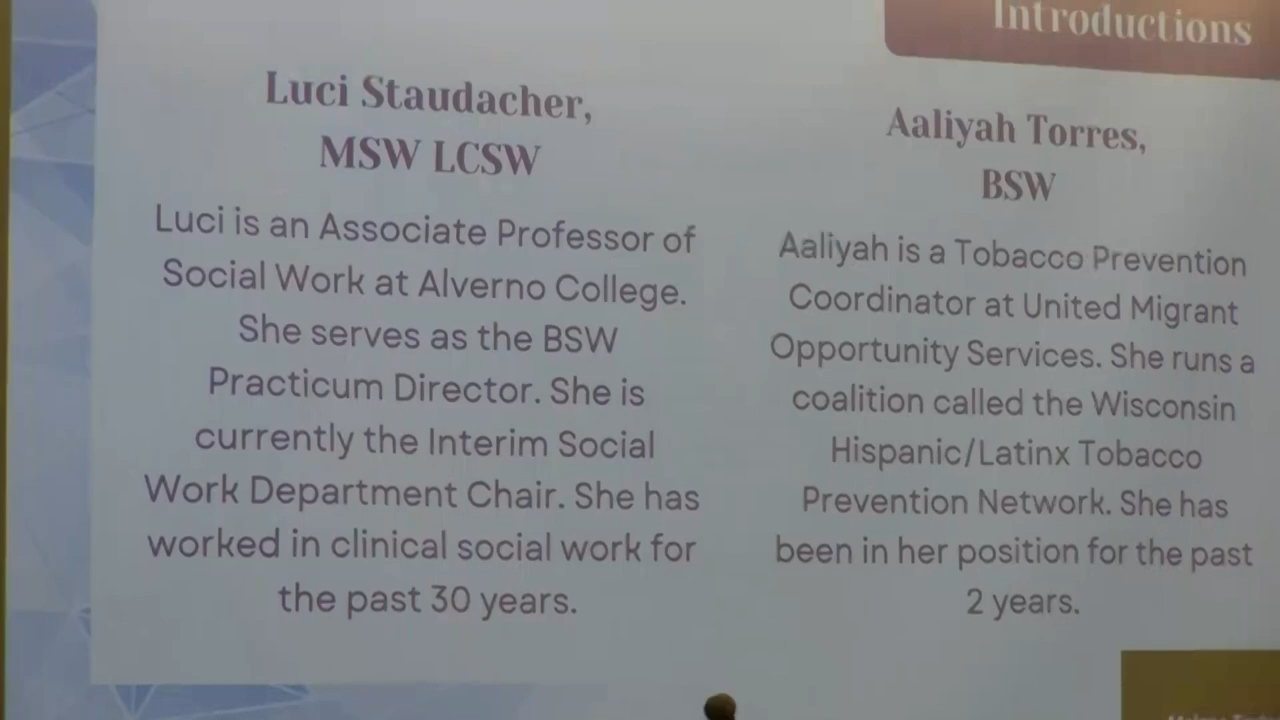 Introductions
Luci Staudacher,
MSW LCSW
Luci is an Associate Professor of
Social Work at Alverno College.
She serves as the BSW
Practicum Director. She is
currently the Interim Social
Work Department Chair. She has
worked in clinical social work for
the past 30 years.
Aaliyah Torres,
BSW
Aaliyah is a Tobacco Prevention
Coordinator at United Migrant
Opportunity Services. She runs a
coalition called the Wisconsin
Hispanic/Latinx Tobacco
Prevention Network. She has
been in her position for the past
2 years.